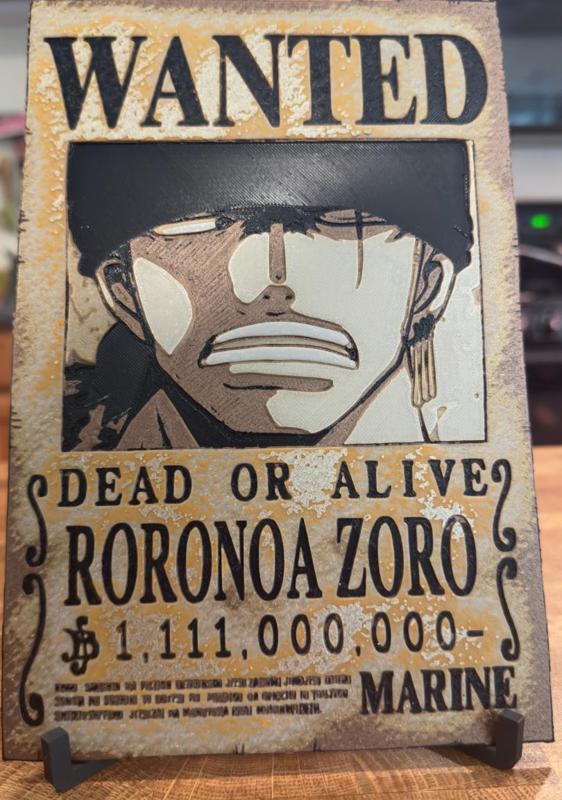 WANTED
DEAD OR ALIVE
RORONOA ZORO
฿ 1,111,000,000-
MARINE